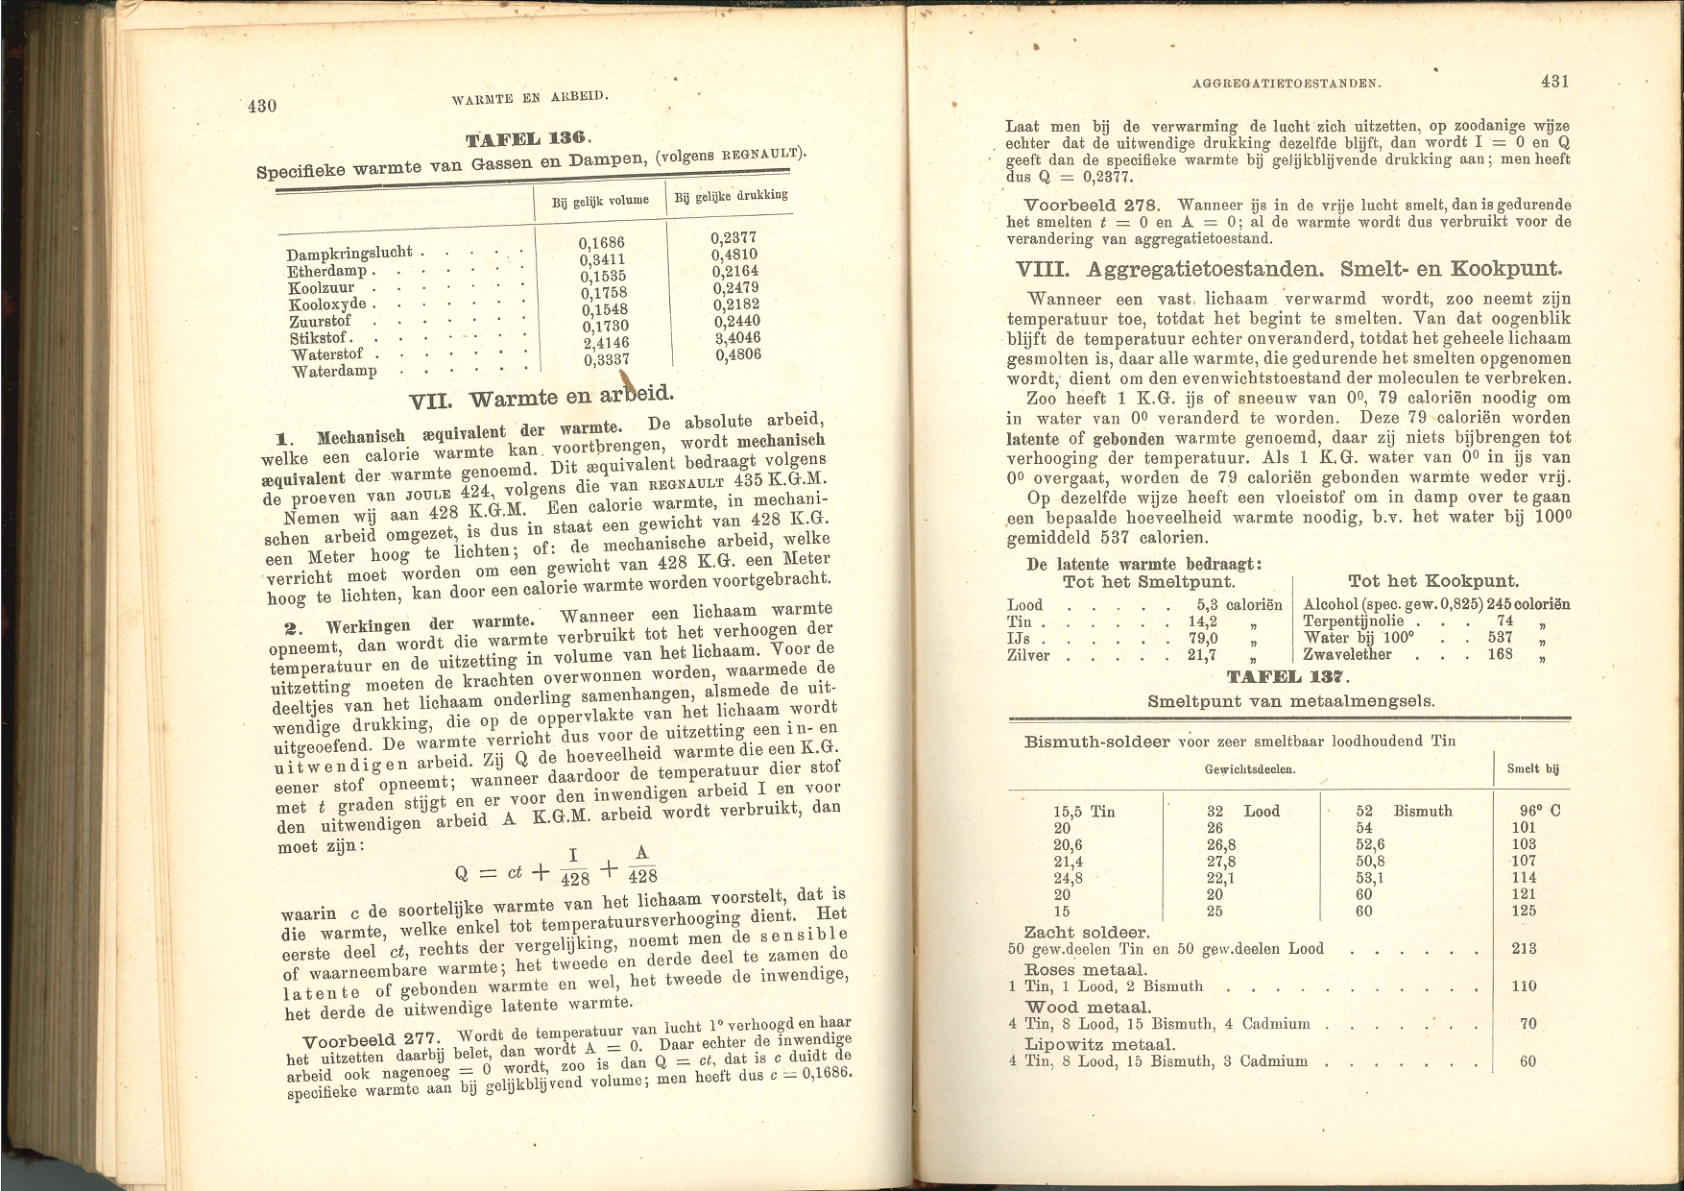 430
WARMTE EN ARBEID.
TAFEL 136.
Specifieke warmte van Gassen en Dampen, (volgens REGNAULT).
Bij gelijk volume Bij gelijke drukking
Dampkringslucht . . . . . 0,1686 0,2377
Etherdamp . . . . . . . 0,3411 0,4810
Koolzuur . . . . . . . 0,1535 0,2164
Kooloxyde . . . . . . . 0,1758 0,2479
Zuurstof . . . . . . . 0,1548 0,2182
Stikstof . . . . . . . 0,1730 0,2440
Waterstof . . . . . . . 2,4146 3,4046
Waterdamp . . . . . . 0,3337 0,4806
VII. Warmte en arbeid.
1. Mechanisch æquivalent der warmte. De absolute arbeid,
welke een calorie warmte kan voortbrengen, wordt mechanisch
æquivalent der warmte genoemd. Dit æquivalent bedraagt volgens
de proeven van JOULE 424, volgens die van REGNAULT 435 K.G.M.
Nemen wij aan 428 K.G.M. Een calorie warmte, in mechani-
schen arbeid omgezet, is dus in staat een gewicht van 428 K.G.
een Meter hoog te lichten; of: de mechanische arbeid, welke
verricht moet worden om een gewicht van 428 K.G. een Meter
hoog te lichten, kan door een calorie warmte worden voortgebracht.
2. Werkingen der warmte. Wanneer een lichaam warmte
opneemt, dan wordt die warmte verbruikt tot het verhoogen der
temperatuur en de uitzetting in volume van het lichaam. Voor de
uitzetting moeten de krachten overwonnen worden, waarmede de
deeltjes van het lichaam onderling samenhangen, alsmede de uit-
wendige drukking, die op de oppervlakte van het lichaam wordt
uitgeoefend. De warmte verricht dus voor de uitzetting een in- en
uitwendigen arbeid. Zij Q de hoeveelheid warmte die een K.G.
eener stof opneemt; wanneer daardoor de temperatuur dier stof
met t graden stijgt en er voor den inwendigen arbeid I en voor
den uitwendigen arbeid A K.G.M. arbeid wordt verbruikt, dan
moet zijn:
Q = ct + I/428 + A/428
waarin c de soortelijke warmte van het lichaam voorstelt, dat is
die warmte, welke enkel tot temperatuursverhooging dient. Het
eerste deel ct, rechts der vergelijking, noemt men de sensible
of waarneembare warmte; het tweede en derde deel te zamen de
latente of gebonden warmte en wel, het tweede de inwendige,
het derde de uitwendige latente warmte.
Voorbeeld 277. Wordt de temperatuur van lucht 1° verhoogd en haar
het uitzetten daarbij belet, dan wordt A = 0. Daar echter de inwendige
arbeid ook nagenoeg = 0 wordt, zoo is dan Q = ct, dat is c duidt de
specifieke warmte aan bij gelijkblijvend volume; men heeft dus c = 0,1686.
AGGREGATIETOESTANDEN.
431
Laat men bij de verwarming de lucht zich uitzetten, op zoodanige wijze
echter dat de uitwendige drukking dezelfde blijft, dan wordt I = 0 en Q
geeft dan de specifieke warmte bij gelijkblijvende drukking aan; men heeft
dus Q = 0,2377.
Voorbeeld 278. Wanneer ijs in de vrije lucht smelt, dan is gedurende
het smelten t = 0 en A = 0; al de warmte wordt dus verbruikt voor de
verandering van aggregatietoestand.
VIII. Aggregatietoestanden. Smelt- en Kookpunt.
Wanneer een vast lichaam verwarmd wordt, zoo neemt zijn
temperatuur toe, totdat het begint te smelten. Van dat oogenblik
blijft de temperatuur echter onveranderd, totdat het geheele lichaam
gesmolten is, daar alle warmte, die gedurende het smelten opgenomen
wordt, dient om den evenwichtstoestand der moleculen te verbreken.
Zoo heeft 1 K.G. ijs of sneeuw van 0⁰, 79 caloriën noodig om
in water van 0⁰ veranderd te worden. Deze 79 caloriën worden
latente of gebonden warmte genoemd, daar zij niets bijbrengen tot
verhooging der temperatuur. Als 1 K.G. water van 0⁰ in ijs van
0⁰ overgaat, worden de 79 caloriën gebonden warmte weder vrij.
Op dezelfde wijze heeft een vloeistof om in damp over te gaan
een bepaalde hoeveelheid warmte noodig, b.v. het water bij 100⁰
gemiddeld 537 calorien.
De latente warmte bedraagt:
Tot het Smeltpunt. Tot het Kookpunt.
Lood . . . . . 5,3 caloriën Alcohol (spec. gew. 0,825) 245 coloriën
Tin . . . . . . 14,2 „ Terpentijnolie . . . 74 „
IJs . . . . . . 79,0 „ Water bij 100⁰ . . 537 „
Zilver . . . . . 21,7 „ Zwavelether . . . 168 „
TAFEL 137.
Smeltpunt van metaalmengsels.
Bismuth-soldeer voor zeer smeltbaar loodhoudend Tin
Gewichtsdeelen. Smelt bij
15,5 Tin 32 Lood 52 Bismuth 96⁰ C
20 26 54 101
20,6 26,8 52,6 103
21,4 27,8 50,8 107
24,8 22,1 53,1 114
20 20 60 121
15 25 60 125
Zacht soldeer.
50 gew.deelen Tin en 50 gew.deelen Lood . . . . . . 213
Roses metaal.
1 Tin, 1 Lood, 2 Bismuth . . . . . . . . . . . 110
Wood metaal.
4 Tin, 8 Lood, 15 Bismuth, 4 Cadmium . . . . . . . 70
Lipowitz metaal.
4 Tin, 8 Lood, 15 Bismuth, 3 Cadmium . . . . . . . 60